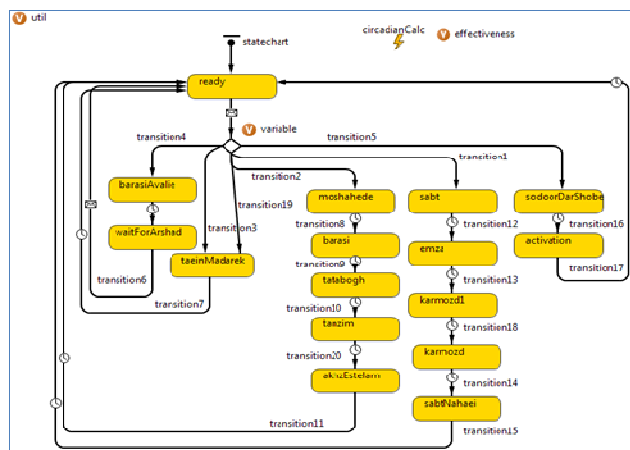 util
statechart
circadianCalc
effectiveness
ready
variable
transition4
transition5
transition2
transition1
barasiAvalie
moshahede
sabt
sodoorDarShobe
transition19
transition8
transition12
transition16
waitForArshad
transition3
barasi
emza
activation
taeinMadarek
transition9
transition17
transition6
tatabogh
transition13
transition7
transition10
karmozd1
tanzim
transition18
transition20
karmozd
transition14
sabtNahaei
transition11
transition15